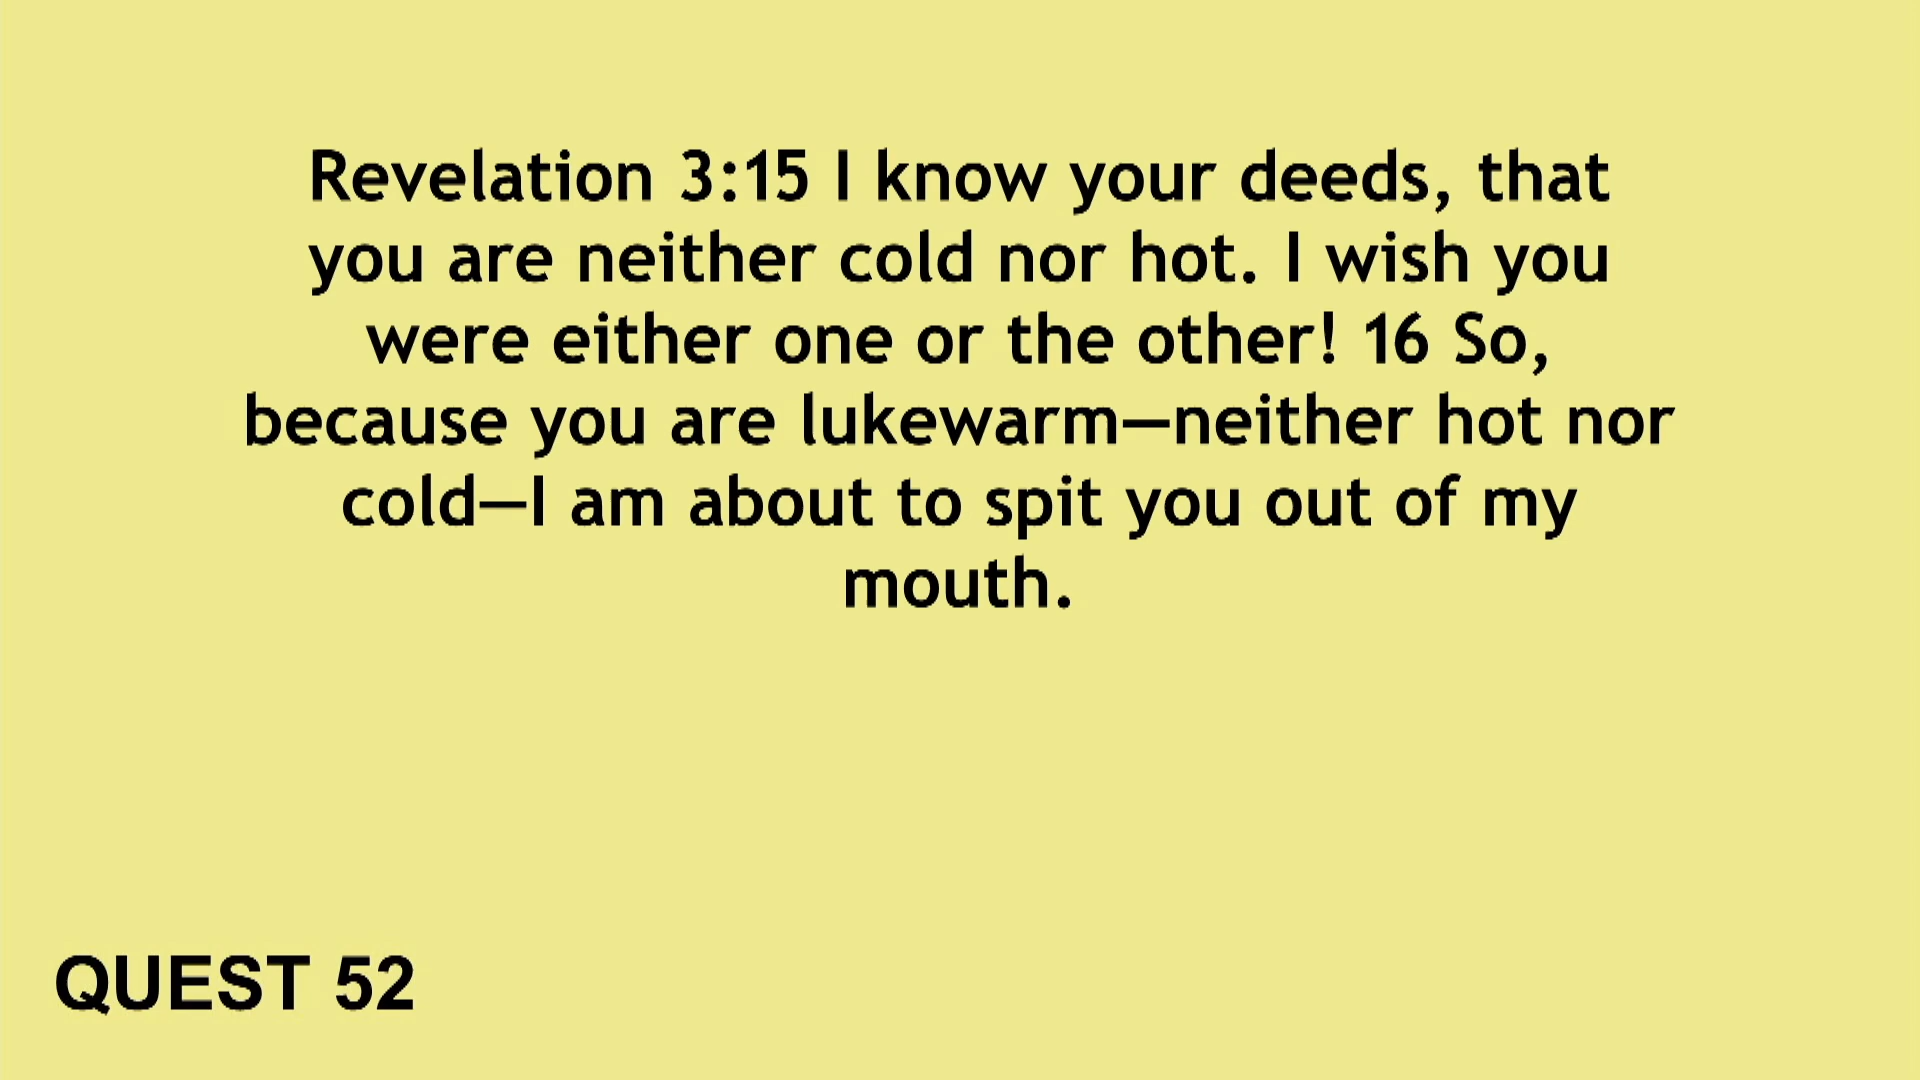 Revelation 3:15 I know your deeds, that
you are neither cold nor hot. I wish you
were either one or the other! 16 So,
because you are lukewarm—neither hot nor
cold—I am about to spit you out of my
mouth.
QUEST 52